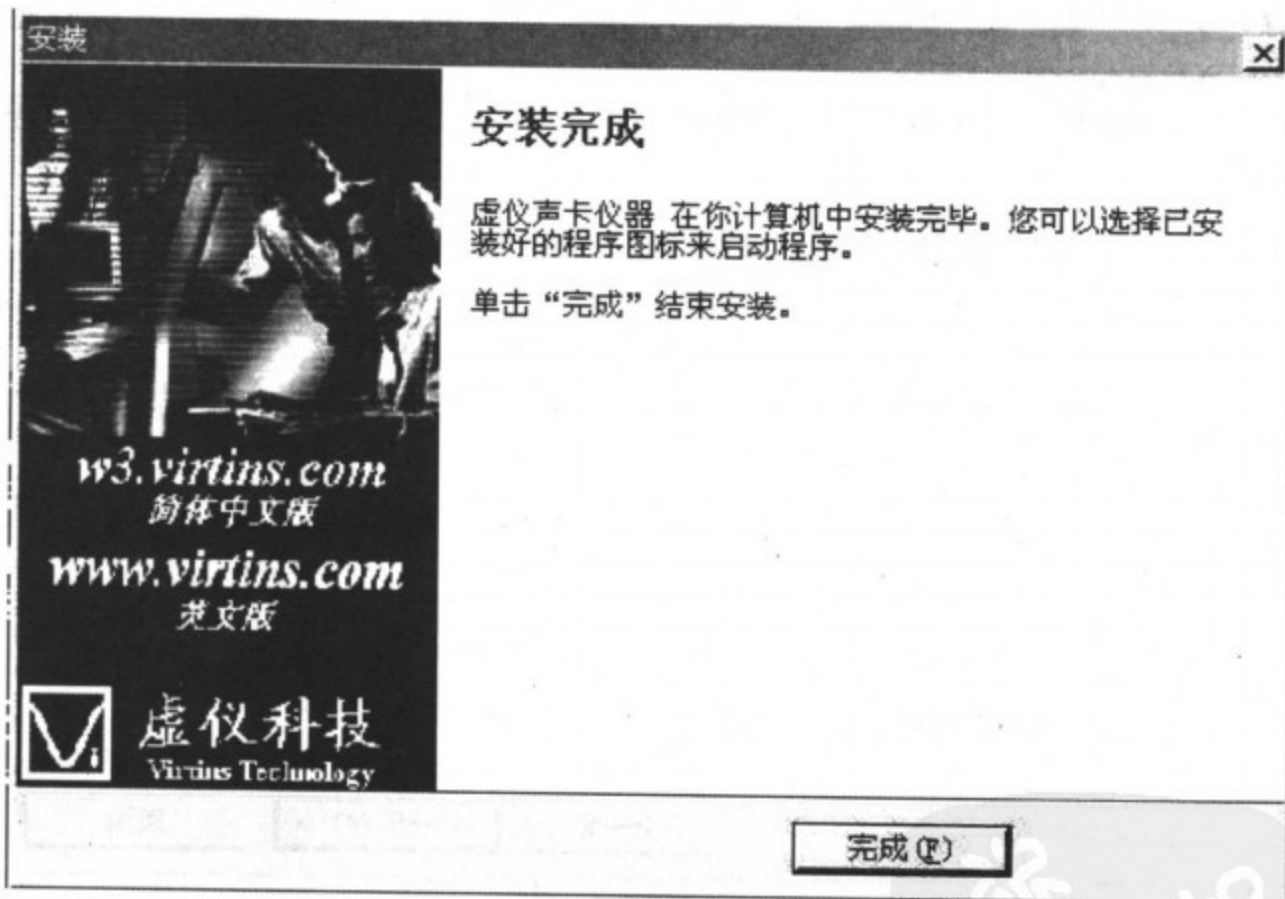 安装
安装完成
虚仪声卡仪器 在你计算机中安装完毕。您可以选择已安
装好的程序图标来启动程序。
单击“完成”结束安装。
w3.virtins.com
简体中文版
www.virtins.com
英文版
虚仪科技
Virtins Technology
完成(F)